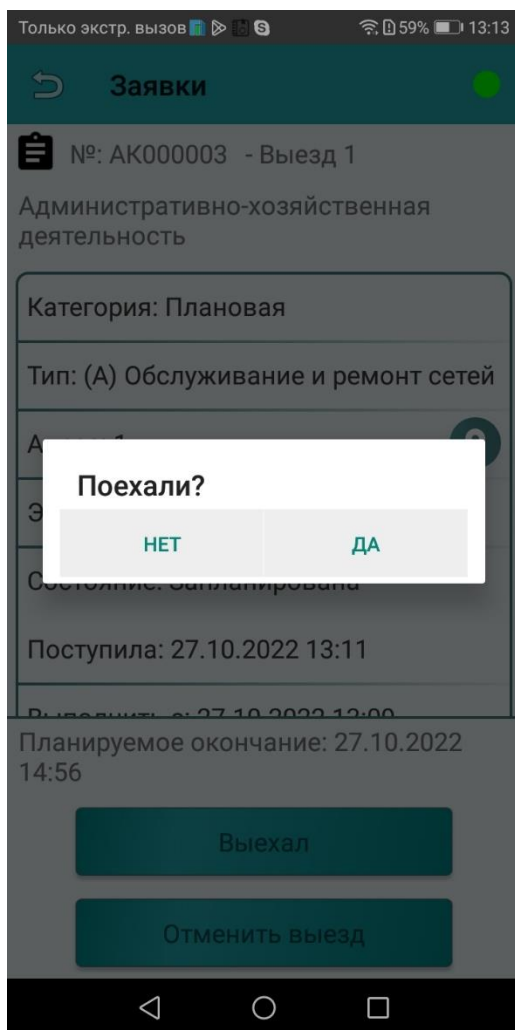 Только экстр. вызов 59% 13:13
Заявки
№: АК000003 - Выезд 1
Административно-хозяйственная
деятельность
Категория: Плановая
Тип: (А) Обслуживание и ремонт сетей
Поехали?
НЕТ ДА
Поступила: 27.10.2022 13:11
Планируемое окончание: 27.10.2022
14:56
Выехал
Отменить выезд